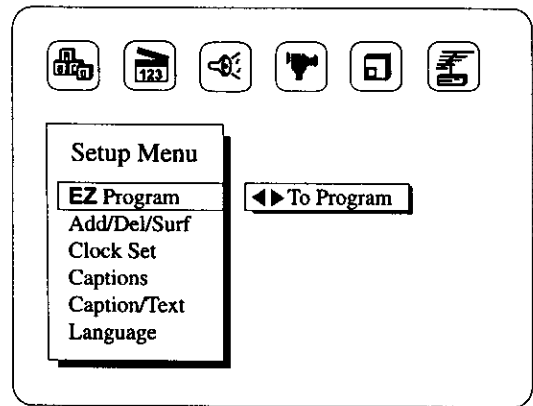 123
Setup Menu
EZ Program
◀▶To Program
Add/Del/Surf
Clock Set
Captions
Caption/Text
Language